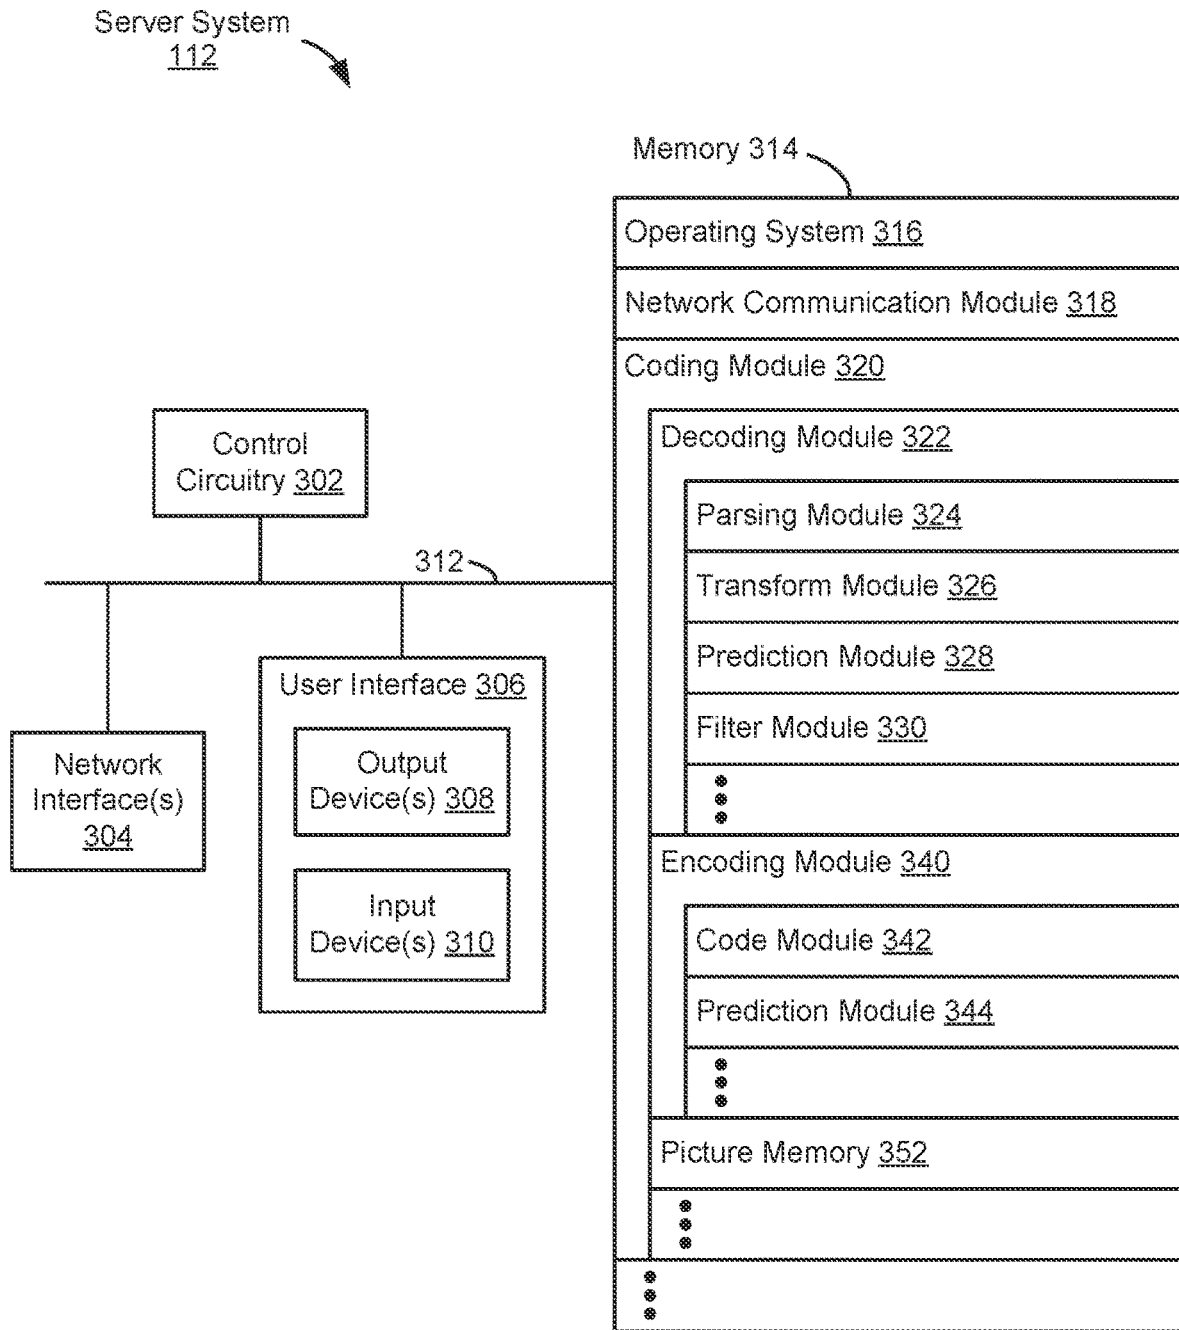 Server System
112
Memory 314
Operating System 316
Network Communication Module 318
Coding Module 320
Decoding Module 322
Parsing Module 324
Transform Module 326
Prediction Module 328
Filter Module 330
Encoding Module 340
Code Module 342
Prediction Module 344
Picture Memory 352
Control
Circuitry 302
312
User Interface 306
Output
Device(s) 308
Input
Device(s) 310
Network
Interface(s)
304